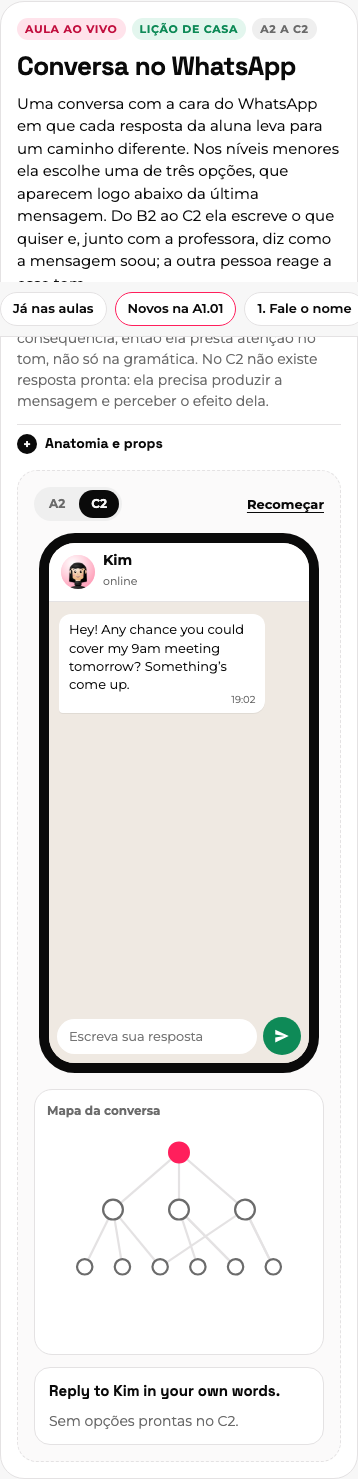 AULA AO VIVO LIÇÃO DE CASA A2 A C2
Conversa no WhatsApp
Uma conversa com a cara do WhatsApp
em que cada resposta da aluna leva para
um caminho diferente. Nos níveis menores
ela escolhe uma de três opções, que
aparecem logo abaixo da última
mensagem. Do B2 ao C2 ela escreve o que
quiser e, junto com a professora, diz como
a mensagem soou; a outra pessoa reage a
Já nas aulas Novos na A1.01 1. Fale o nome
consequência, então ela presta atenção no
tom, não só na gramática. No C2 não existe
resposta pronta: ela precisa produzir a
mensagem e perceber o efeito dela.
+ Anatomia e props
A2 C2 Recomeçar
Kim
online
Hey! Any chance you could
cover my 9am meeting
tomorrow? Something's
come up.
19:02
Escreva sua resposta
Mapa da conversa
Reply to Kim in your own words.
Sem opções prontas no C2.